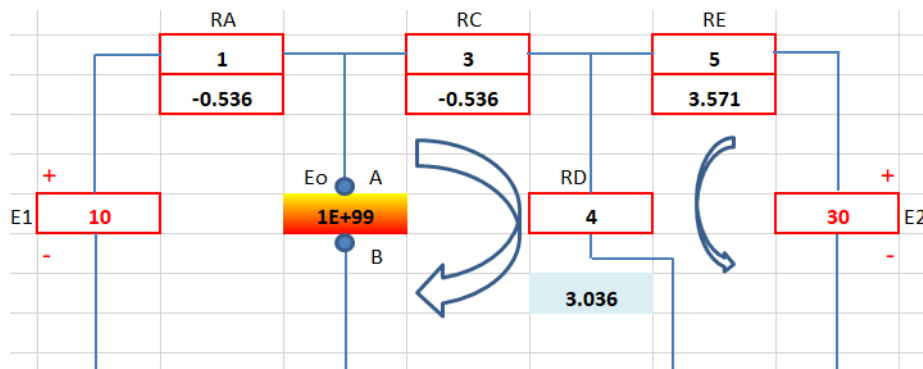 RA RC RE
1 3 5
-0.536 -0.536 3.571
+ +
Eo A RD
E1 10 1E+99 4 30 E2
- B -
3.036